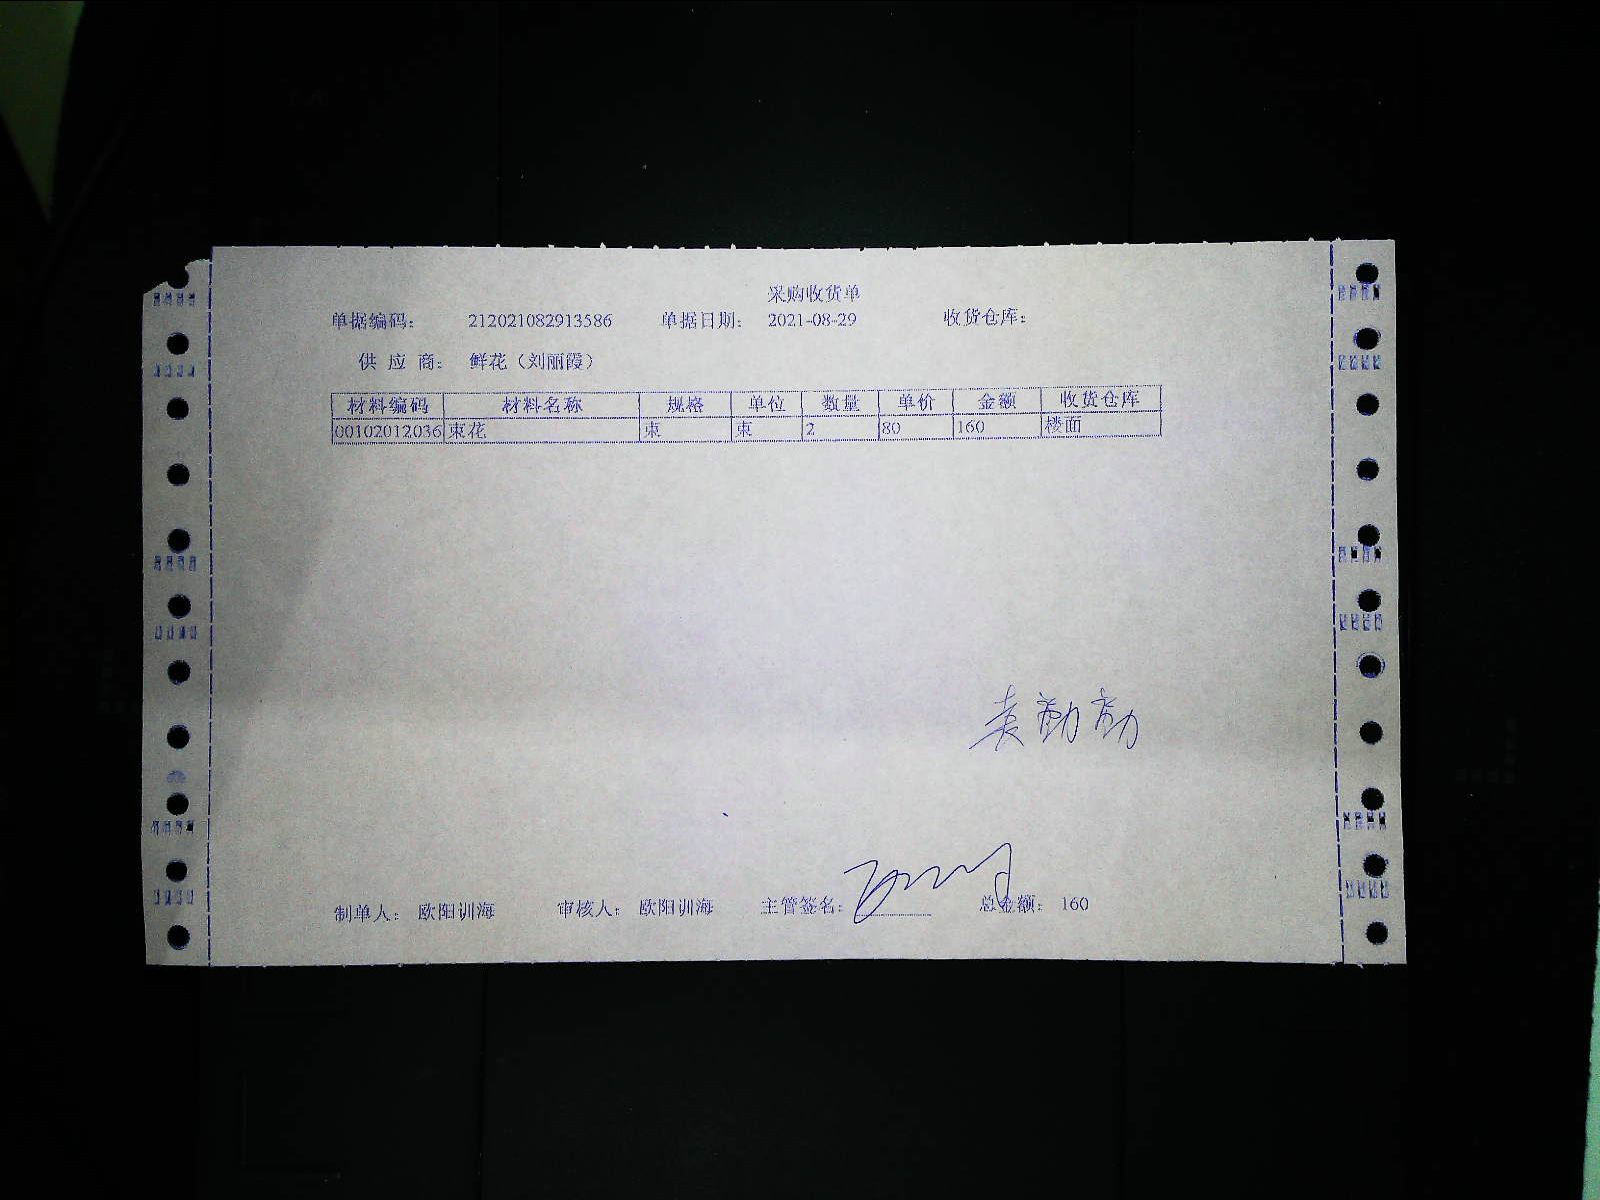 采购收货单
单据编码： 212021082913586 单据日期： 2021-08-29 收货仓库：
供 应 商： 鲜花（刘丽霞）
材料编码 材料名称 规格 单位 数量 单价 金额 收货仓库
00102012036 束花 束 束 2 80 160 楼面
制单人： 欧阳训海 审核人： 欧阳训海 主管签名： 总金额： 160